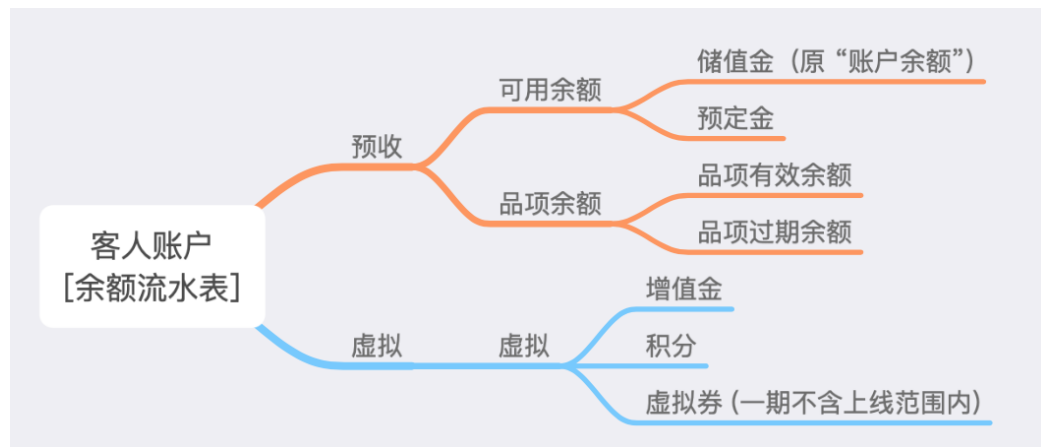 客人账户
[余额流水表]
预收
可用余额
储值金（原“账户余额”）
预定金
品项余额
品项有效余额
品项过期余额
虚拟
虚拟
增值金
积分
虚拟券（一期不含上线范围内）